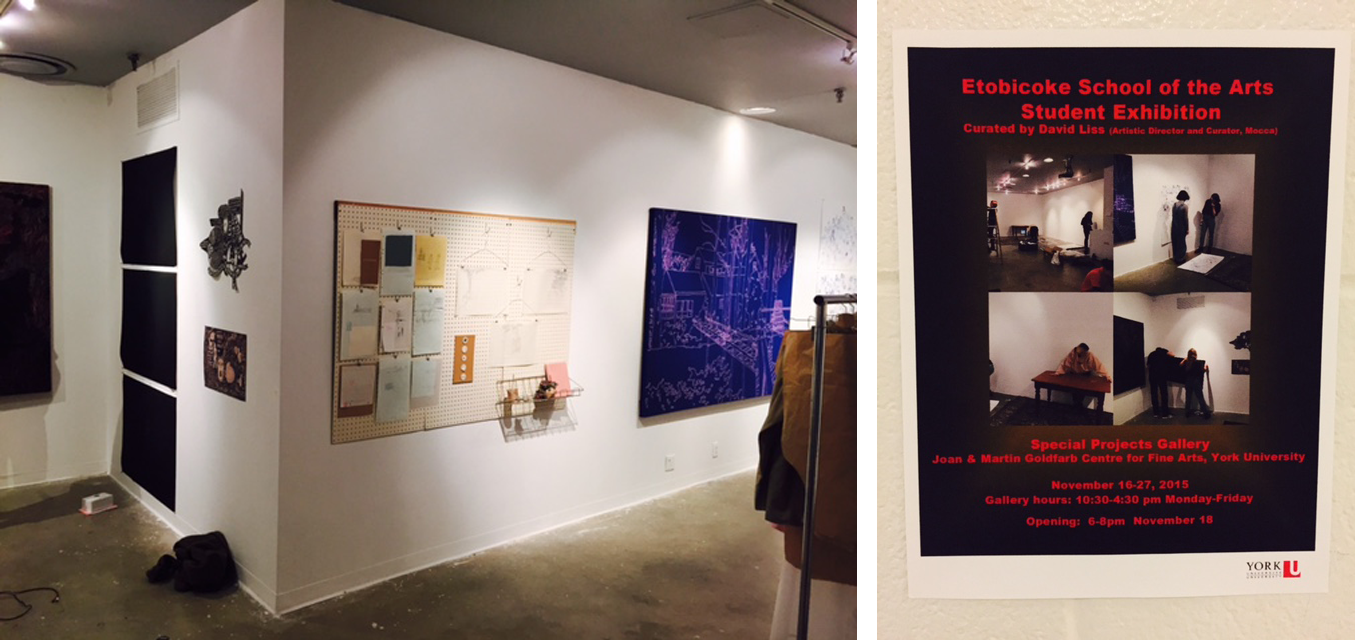 Etobicoke School of the Arts
Student Exhibition
Curated by David Liss (Artistic Director and Curator, Mocca)
Special Projects Gallery
Joan & Martin Goldfarb Centre for Fine Arts, York University
November 16-27, 2015
Gallery hours: 10:30-4:30 pm Monday-Friday
Opening: 6-8pm November 18
YORK U